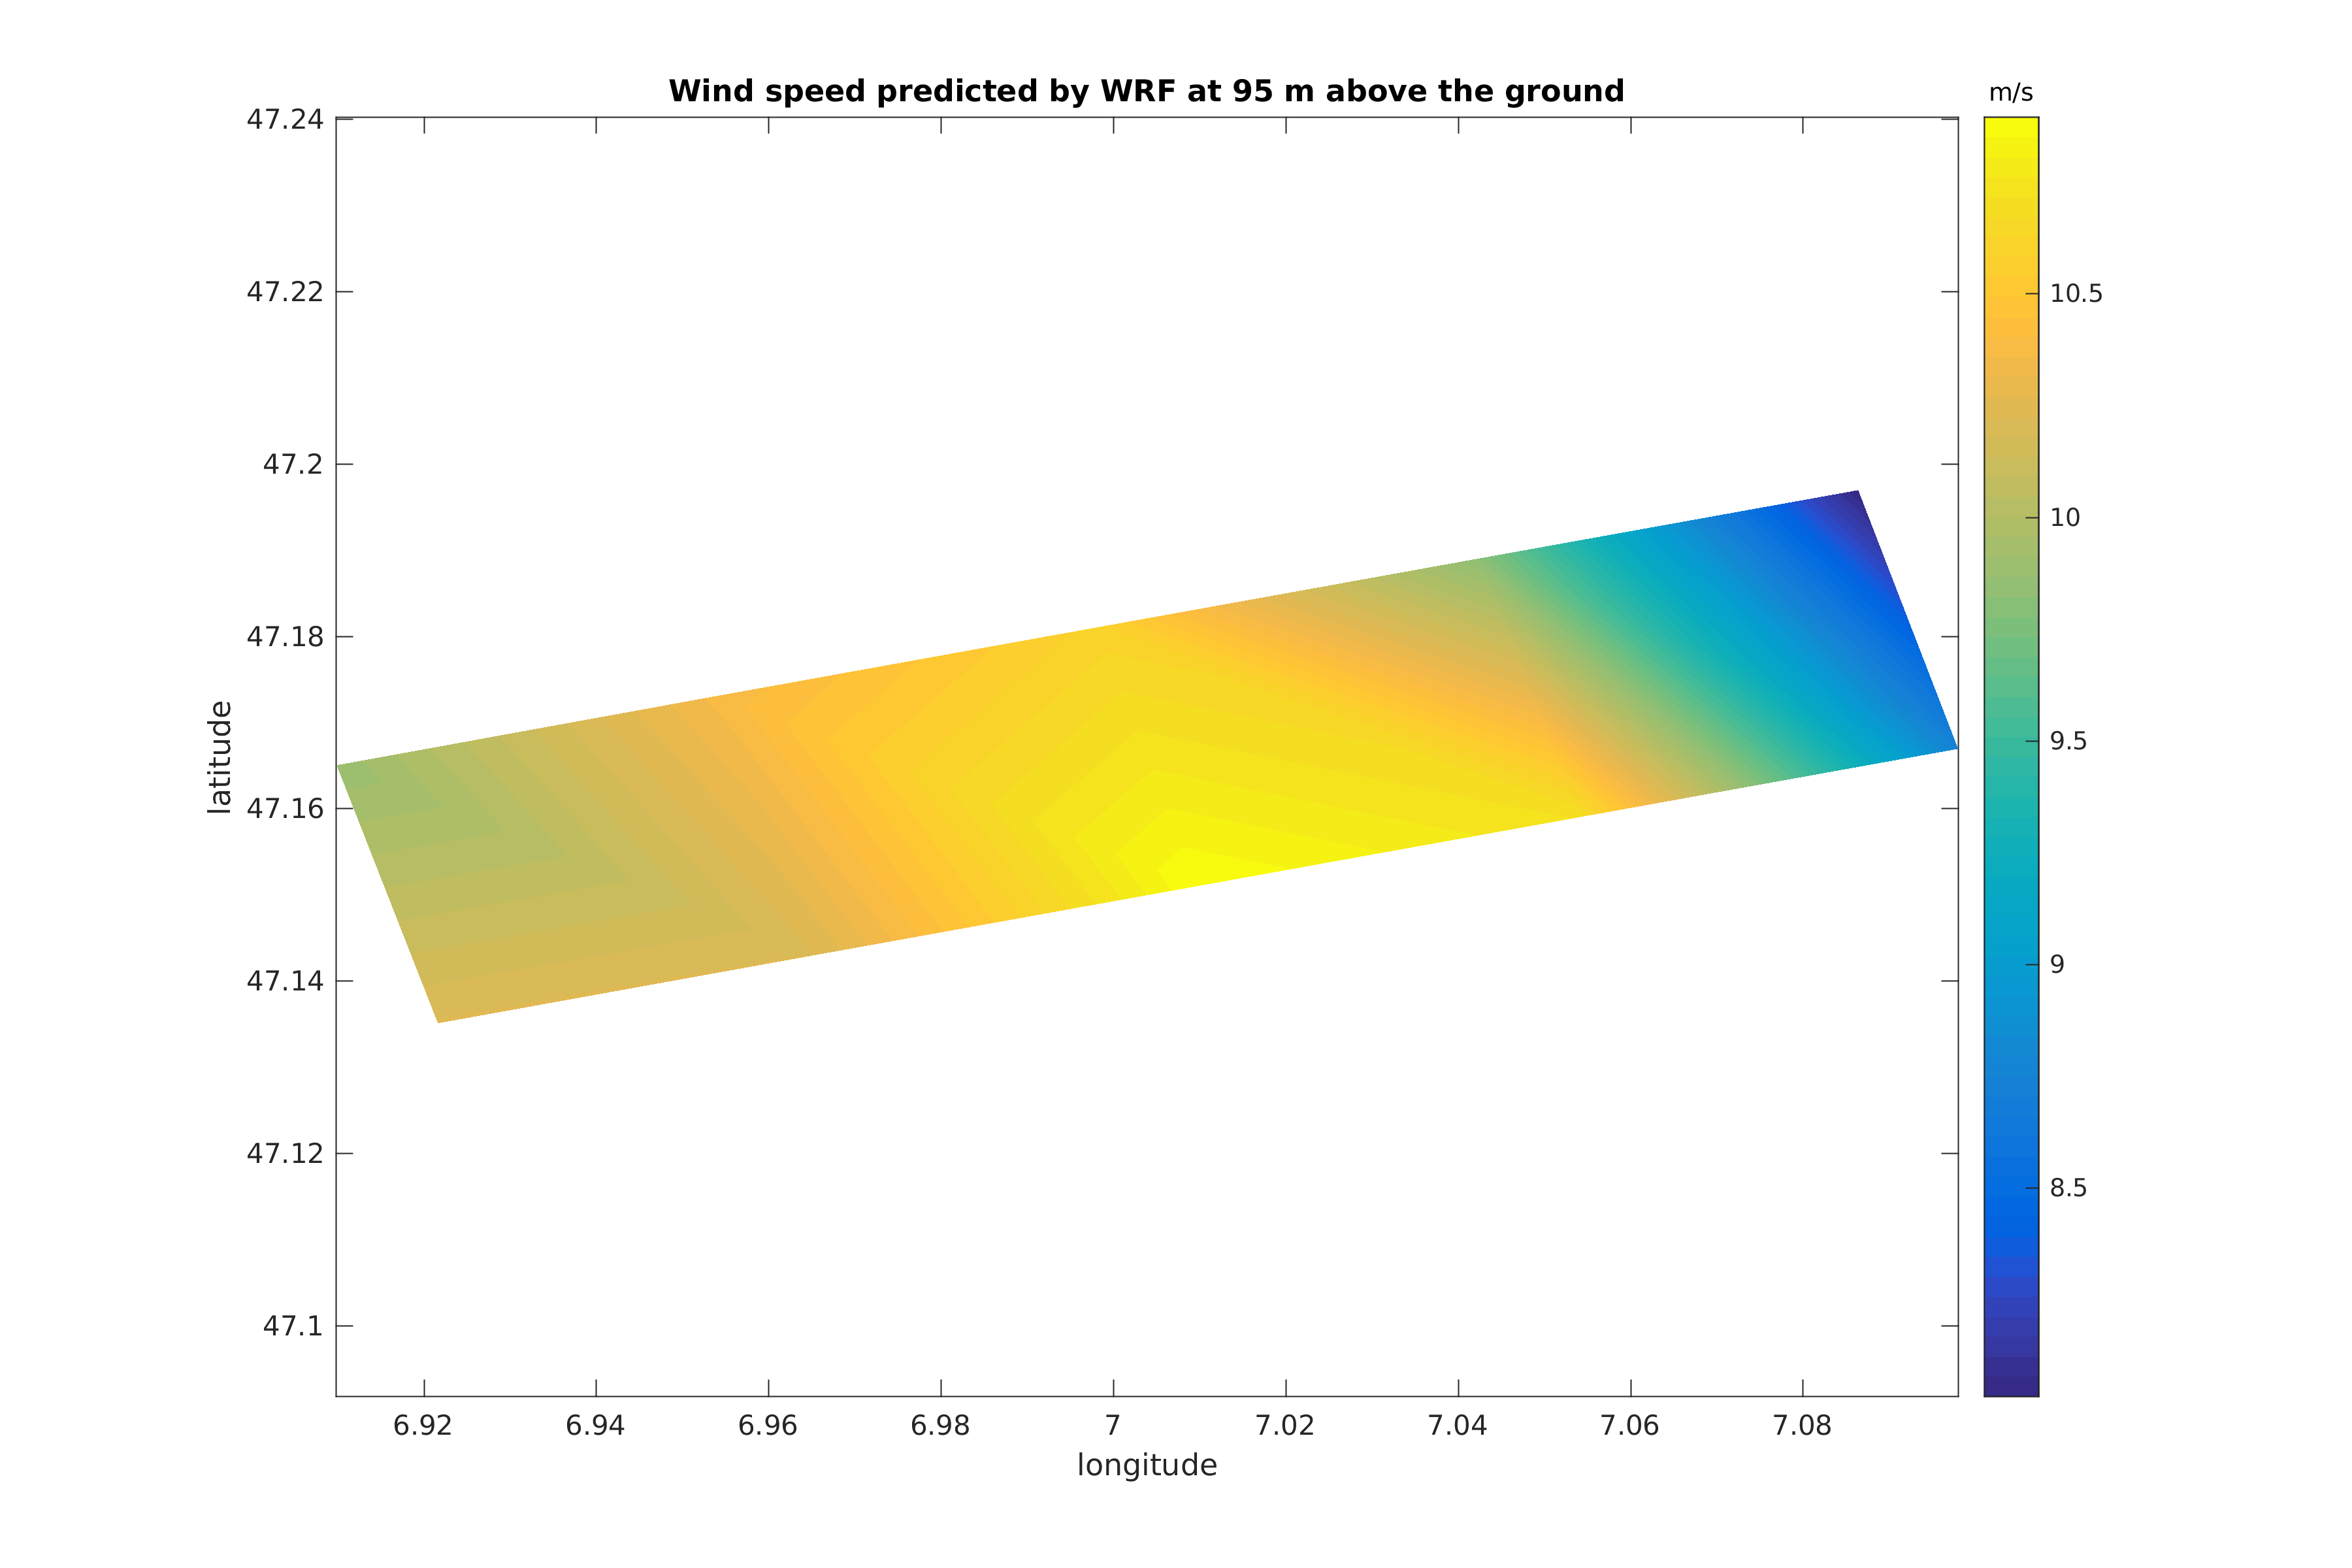 Wind speed predicted by WRF at 95 m above the ground
m/s
47.24
47.22
47.2
47.18
47.16
47.14
47.12
47.1
latitude
6.92 6.94 6.96 6.98 7 7.02 7.04 7.06 7.08
longitude
10.5
10
9.5
9
8.5